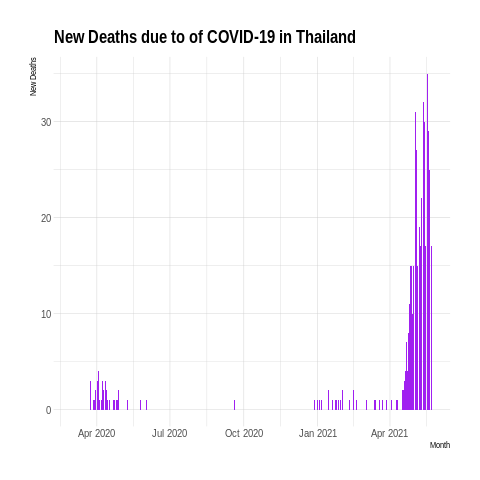 New Deaths due to of COVID-19 in Thailand
New Deaths
30
20
10
0
Apr 2020 Jul 2020 Oct 2020 Jan 2021 Apr 2021
Month